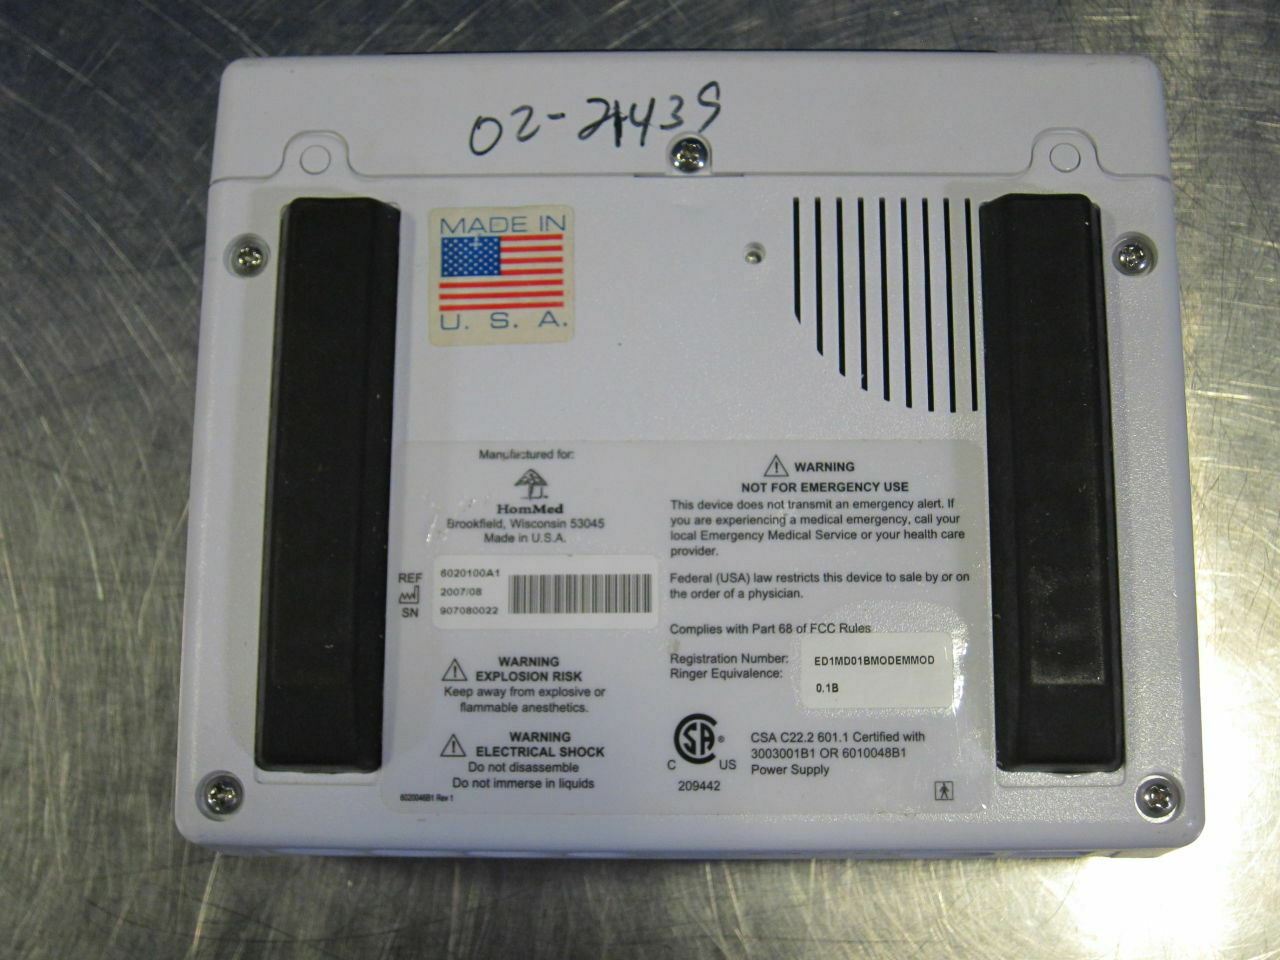 02-21439
MADE IN
U. S. A.
Manufactured for:
HomMed
Brookfield, Wisconsin 53045
Made in U.S.A.
REF
6020100A1
2007/08
SN
907080022
WARNING
EXPLOSION RISK
Keep away from explosive or
flammable anesthetics.
WARNING
ELECTRICAL SHOCK
Do not disassemble
Do not immerse in liquids
6020046B1 Rev 1
WARNING
NOT FOR EMERGENCY USE
This device does not transmit an emergency alert. If
you are experiencing a medical emergency, call your
local Emergency Medical Service or your health care
provider.
Federal (USA) law restricts this device to sale by or on
the order of a physician.
Complies with Part 68 of FCC Rules
Registration Number: ED1MD01BMODEMMOD
Ringer Equivalence: 0.1B
CSA
C US
209442
CSA C22.2 601.1 Certified with
3003001B1 OR 6010048B1
Power Supply